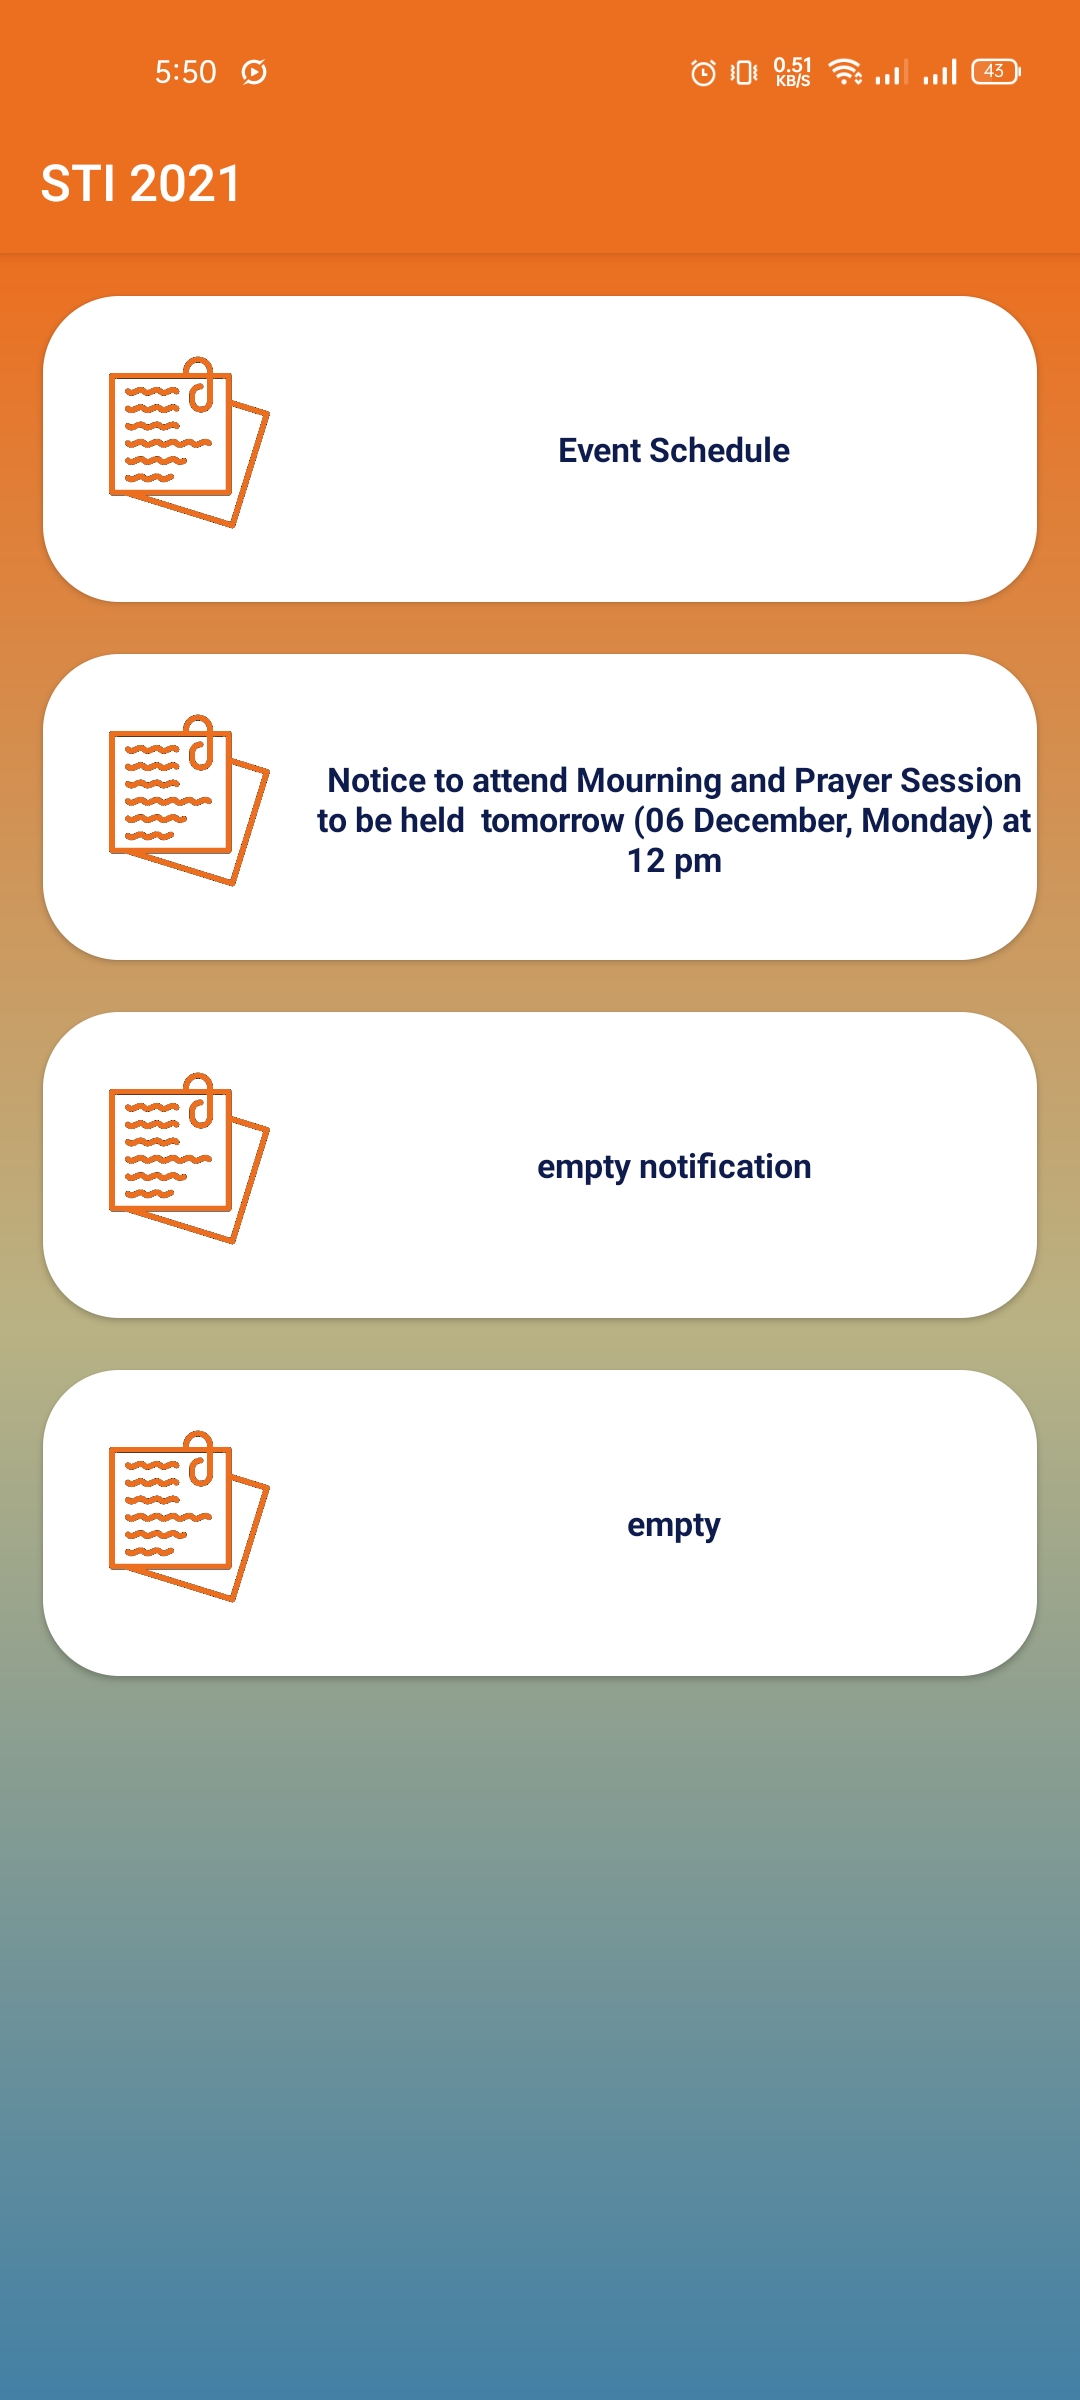 5:50 0.51 KB/S 43
STI 2021
Event Schedule
Notice to attend Mourning and Prayer Session
to be held  tomorrow (06 December, Monday) at
12 pm
empty notification
empty